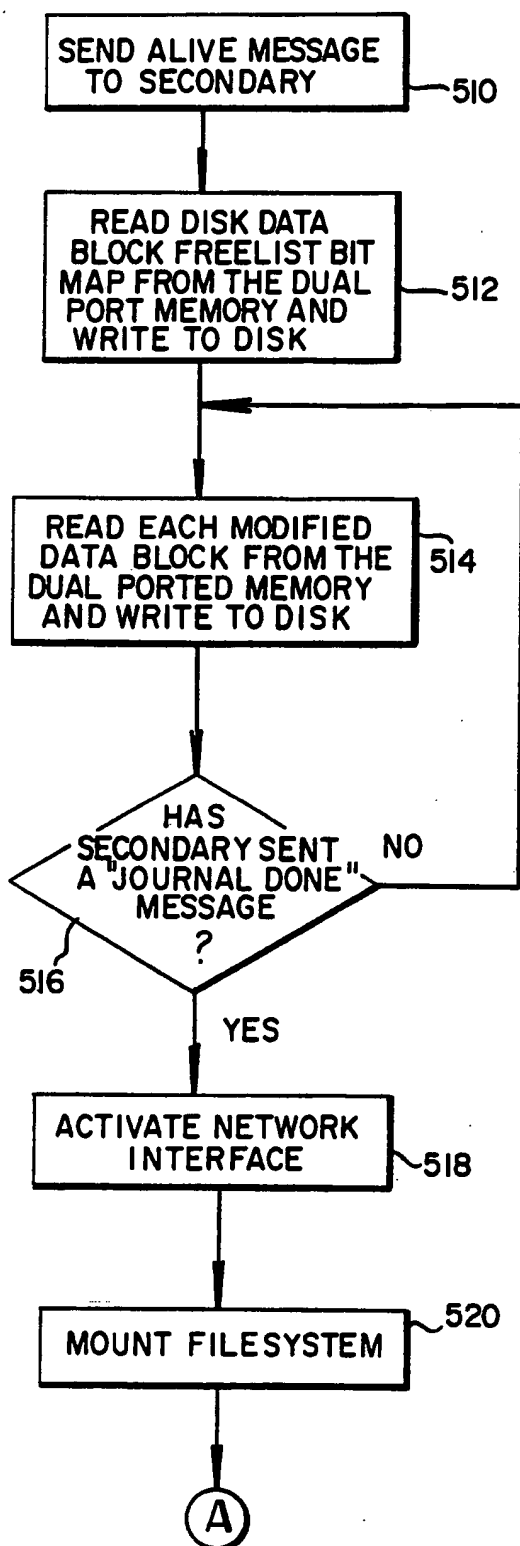 SEND ALIVE MESSAGE
TO SECONDARY
510
READ DISK DATA
BLOCK FREELIST BIT
MAP FROM THE DUAL
PORT MEMORY AND
WRITE TO DISK
512
READ EACH MODIFIED
DATA BLOCK FROM THE
DUAL PORTED MEMORY
AND WRITE TO DISK
514
HAS
SECONDARY SENT
A "JOURNAL DONE"
MESSAGE
?
NO
516
YES
ACTIVATE NETWORK
INTERFACE
518
MOUNT FILESYSTEM
520
A